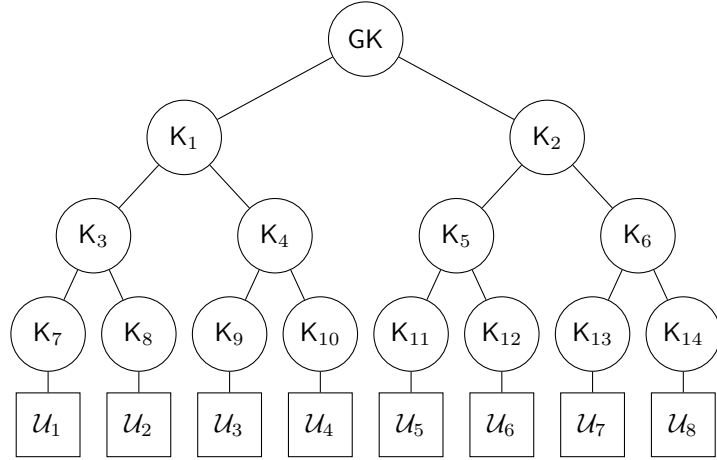 GK
K₁ K₂
K₃ K₄ K₅ K₆
K₇ K₈ K₉ K₁₀ K₁₁ K₁₂ K₁₃ K₁₄
𝒰₁ 𝒰₂ 𝒰₃ 𝒰₄ 𝒰₅ 𝒰₆ 𝒰₇ 𝒰₈